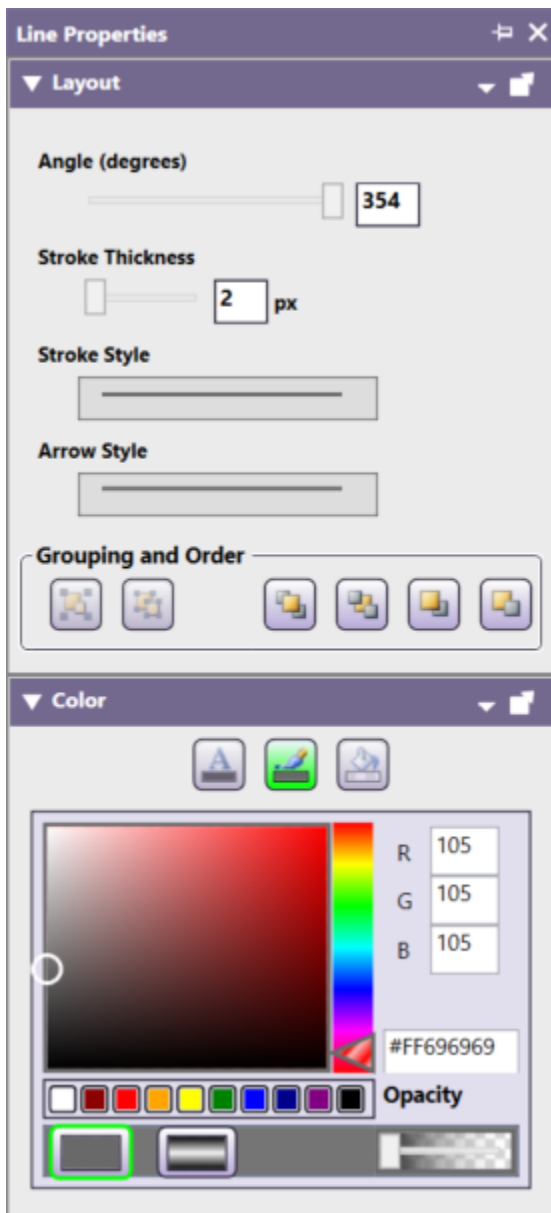 Line Properties
Layout
Angle (degrees)
354
Stroke Thickness
2 px
Stroke Style
Arrow Style
Grouping and Order
Color
A
R 105
G 105
B 105
#FF696969
Opacity